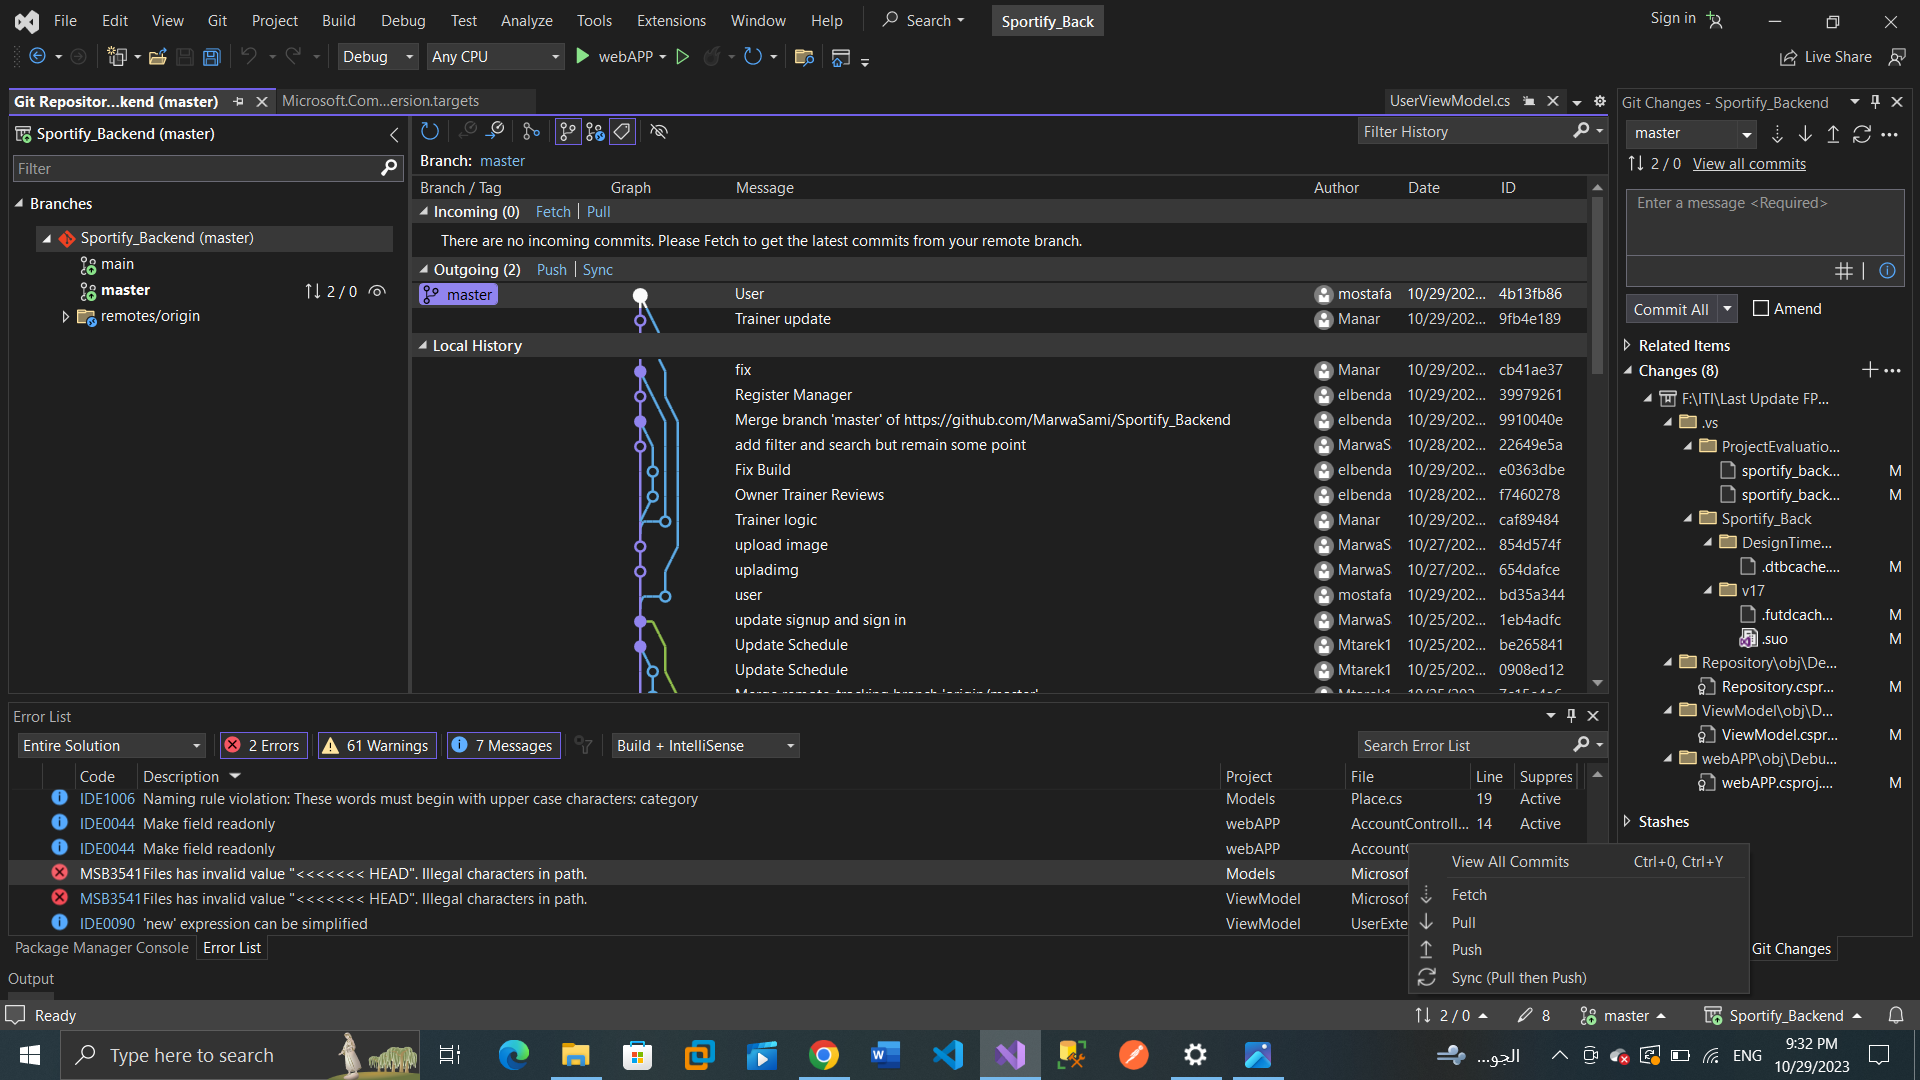 File Edit View Git Project Build Debug Test Analyze Tools Extensions Window Help Search Sportify_Back Sign in
Debug Any CPU webAPP Live Share
Git Repositor...kend (master) Microsoft.Com...ersion.targets UserViewModel.cs
Sportify_Backend (master)
Filter
Branches
Sportify_Backend (master)
main
master 2 / 0
remotes/origin
Filter History
Branch: master
Branch / Tag Graph Message Author Date ID
Incoming (0) Fetch Pull
There are no incoming commits. Please Fetch to get the latest commits from your remote branch.
Outgoing (2) Push Sync
master User mostafa 10/29/202... 4b13fb86
Trainer update Manar 10/29/202... 9fb4e189
Local History
fix Manar 10/29/202... cb41ae37
Register Manager elbenda 10/29/202... 39979261
Merge branch 'master' of https://github.com/MarwaSami/Sportify_Backend elbenda 10/29/202... 9910040e
add filter and search but remain some point MarwaS 10/28/202... 22649e5a
Fix Build elbenda 10/29/202... e0363dbe
Owner Trainer Reviews elbenda 10/28/202... f7460278
Trainer logic Manar 10/29/202... caf89484
upload image MarwaS 10/27/202... 854d574f
upladimg MarwaS 10/27/202... 654dafce
user mostafa 10/29/202... bd35a344
update signup and sign in MarwaS 10/25/202... 1eb4adfc
Update Schedule Mtarek1 10/25/202... be265841
Update Schedule Mtarek1 10/25/202... 0908ed12
Merge remote-tracking branch 'origin/master' Mtarek1 10/25/202...
Git Changes - Sportify_Backend
master
2 / 0 View all commits
Enter a message <Required>
Commit All Amend
Related Items
Changes (8)
F:\ITI\Last Update FP...
.vs
ProjectEvaluatio...
sportify_back... M
sportify_back... M
Sportify_Back
DesignTime...
.dtbcache.... M
v17
.futdcach... M
.suo M
Repository\obj\De...
Repository.cspr... M
ViewModel\obj\D...
ViewModel.cspr... M
webAPP\obj\Debu...
webAPP.csproj.... M
Stashes
Error List
Entire Solution 2 Errors 61 Warnings 7 Messages Build + IntelliSense Search Error List
Code Description Project File Line Suppres
IDE1006 Naming rule violation: These words must begin with upper case characters: category Models Place.cs 19 Active
IDE0044 Make field readonly webAPP AccountControll... 14 Active
IDE0044 Make field readonly webAPP Account
MSB3541 Files has invalid value "<<<<<<< HEAD". Illegal characters in path. Models Microsof
MSB3541 Files has invalid value "<<<<<<< HEAD". Illegal characters in path. ViewModel Microsof
IDE0090 'new' expression can be simplified ViewModel UserExte
View All Commits Ctrl+0, Ctrl+Y
Fetch
Pull
Push
Sync (Pull then Push)
Package Manager Console Error List Git Changes
Output
Ready 2 / 0 8 master Sportify_Backend
Type here to search الجو... ENG 9:32 PM
10/29/2023